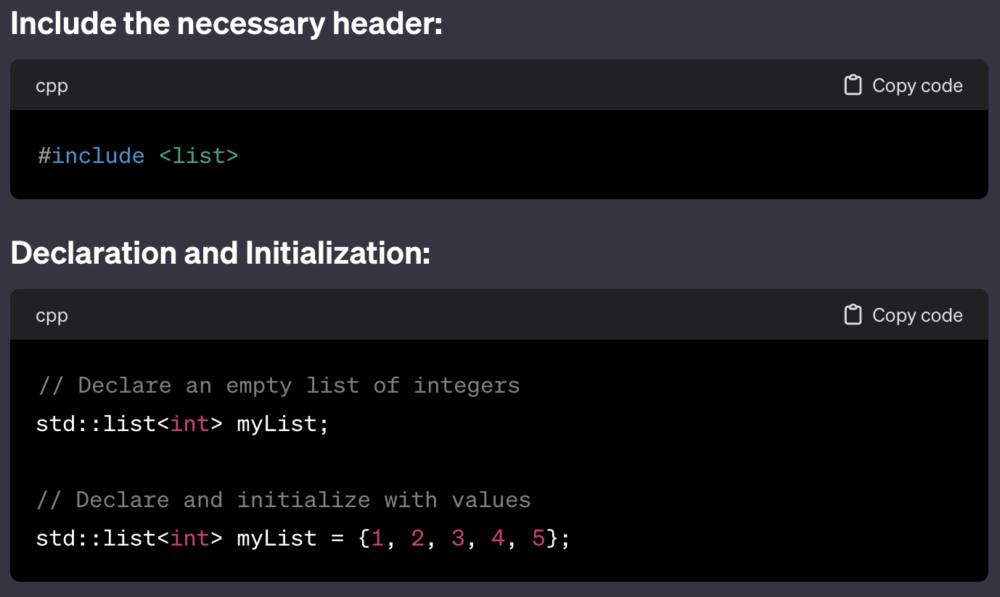 Include the necessary header:
cpp
Copy code
#include <list>
Declaration and Initialization:
cpp
Copy code
// Declare an empty list of integers
std::list<int> myList;
// Declare and initialize with values
std::list<int> myList = {1, 2, 3, 4, 5};